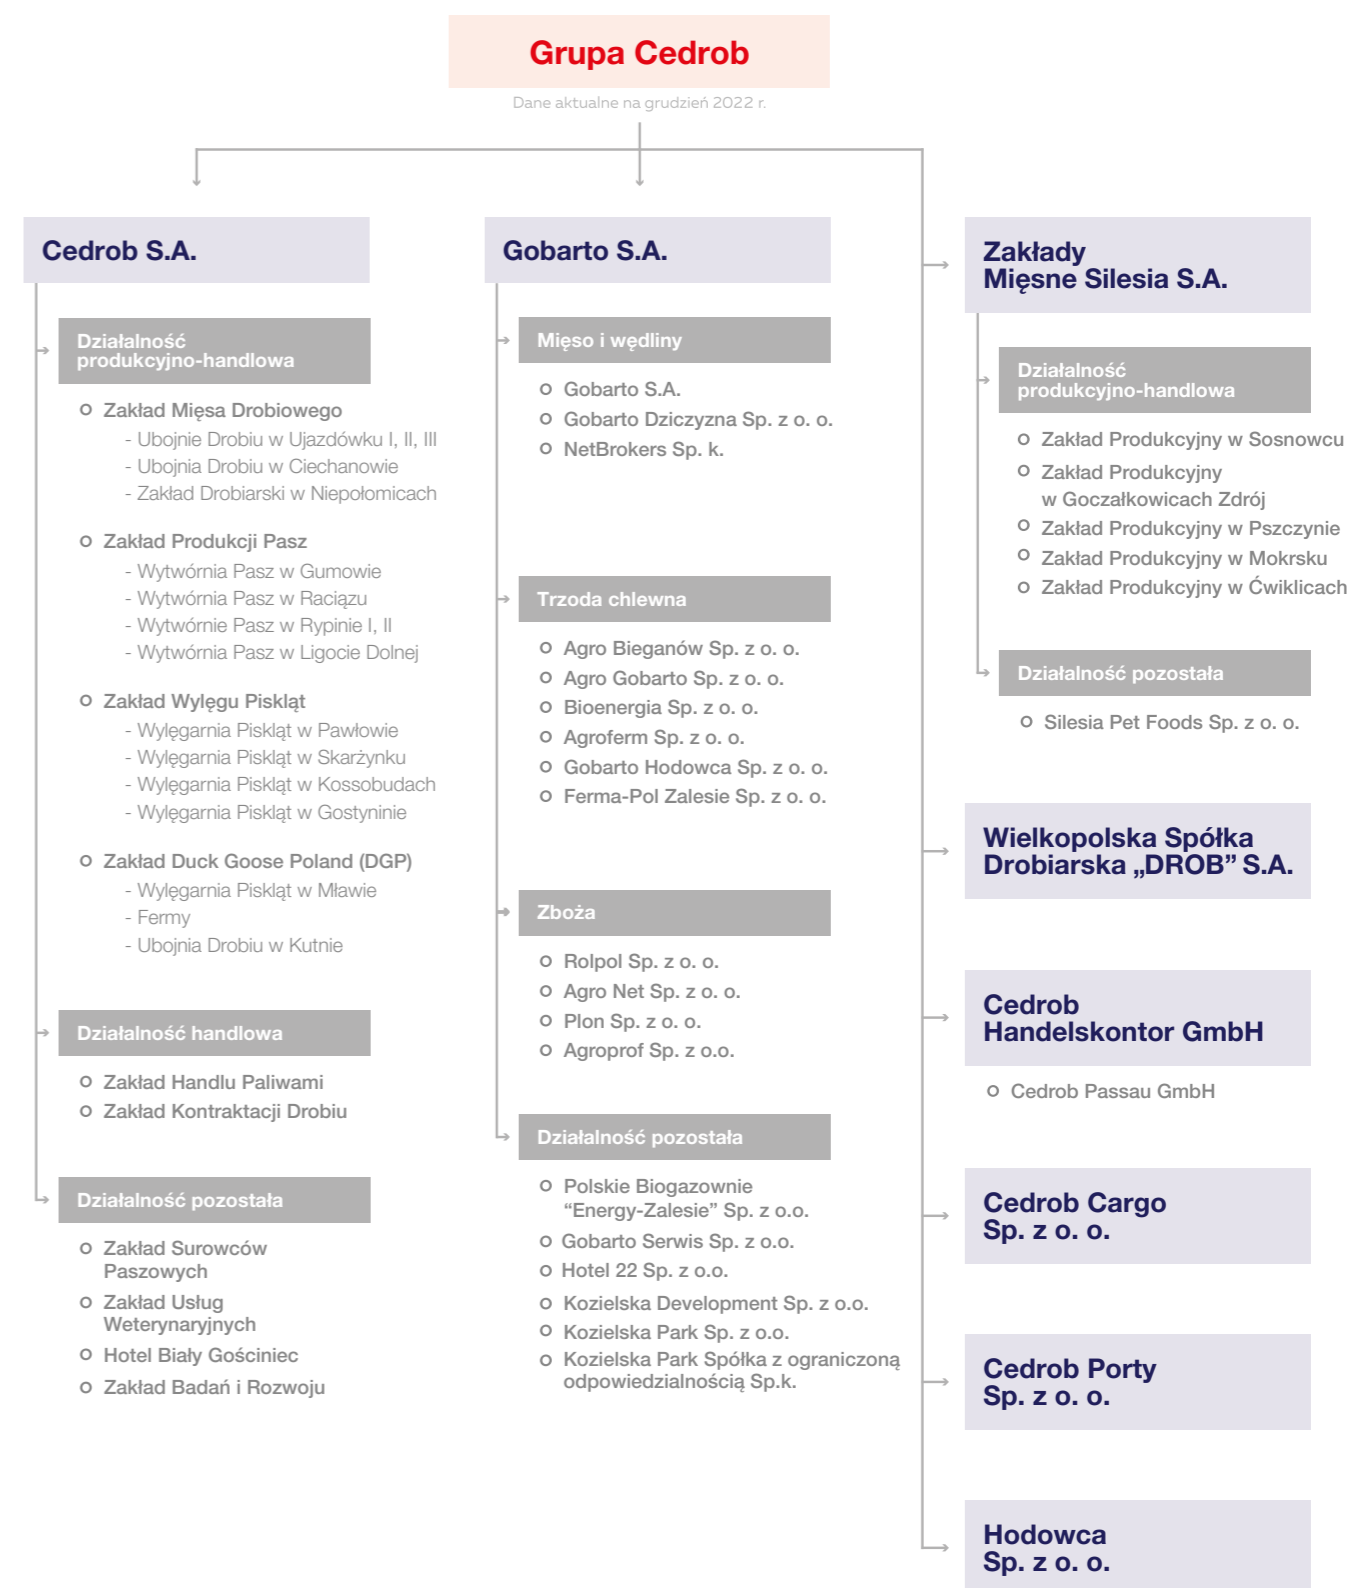 Grupa Cedrob
Dane aktualne na grudzień 2022 r.
Cedrob S.A.
Działalność
produkcyjno-handlowa
Zakład Mięsa Drobiowego
- Ubojnie Drobiu w Ujazdówku I, II, III
- Ubojnia Drobiu w Ciechanowie
- Zakład Drobiarski w Niepołomicach
Zakład Produkcji Pasz
- Wytwórnia Pasz w Gumowie
- Wytwórnia Pasz w Raciązu
- Wytwórnie Pasz w Rypinie I, II
- Wytwórnia Pasz w Ligocie Dolnej
Zakład Wylęgu Piskląt
- Wylęgarnia Piskląt w Pawłowie
- Wylęgarnia Piskląt w Skarżynku
- Wylęgarnia Piskląt w Kossobudach
- Wylęgarnia Piskląt w Gostyninie
Zakład Duck Goose Poland (DGP)
- Wylęgarnia Piskląt w Mławie
- Fermy
- Ubojnia Drobiu w Kutnie
Działalność handlowa
Zakład Handlu Paliwami
Zakład Kontraktacji Drobiu
Działalność pozostała
Zakład Surowców
Paszowych
Zakład Usług
Weterynaryjnych
Hotel Biały Gościniec
Zakład Badań i Rozwoju
Gobarto S.A.
Mięso i wędliny
Gobarto S.A.
Gobarto Dziczyzna Sp. z o. o.
NetBrokers Sp. k.
Trzoda chlewna
Agro Bieganów Sp. z o. o.
Agro Gobarto Sp. z o. o.
Bioenergia Sp. z o. o.
Agroferm Sp. z o. o.
Gobarto Hodowca Sp. z o. o.
Ferma-Pol Zalesie Sp. z o. o.
Zboża
Rolpol Sp. z o. o.
Agro Net Sp. z o. o.
Plon Sp. z o. o.
Agroprof Sp. z o.o.
Działalność pozostała
Polskie Biogazownie
“Energy-Zalesie” Sp. z o.o.
Gobarto Serwis Sp. z o.o.
Hotel 22 Sp. z o.o.
Kozielska Development Sp. z o.o.
Kozielska Park Sp. z o.o.
Kozielska Park Spółka z ograniczoną
odpowiedzialnością Sp.k.
Zakłady
Mięsne Silesia S.A.
Działalność
produkcyjno-handlowa
Zakład Produkcyjny w Sosnowcu
Zakład Produkcyjny
w Goczałkowicach Zdrój
Zakład Produkcyjny w Pszczynie
Zakład Produkcyjny w Mokrsku
Zakład Produkcyjny w Ćwiklicach
Działalność pozostała
Silesia Pet Foods Sp. z o. o.
Wielkopolska Spółka
Drobiarska „DROB” S.A.
Cedrob
Handelskontor GmbH
Cedrob Passau GmbH
Cedrob Cargo
Sp. z o. o.
Cedrob Porty
Sp. z o. o.
Hodowca
Sp. z o. o.